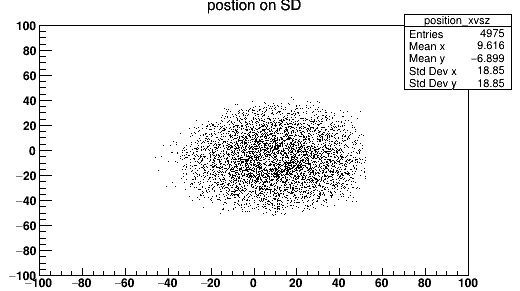 postion on SD
position_xvsz
Entries 4975
Mean x 9.616
Mean y −6.899
Std Dev x 18.85
Std Dev y 18.85
100
80
60
40
20
0
−20
−40
−60
−80
−100
−100 −80 −60 −40 −20 0 20 40 60 80 100